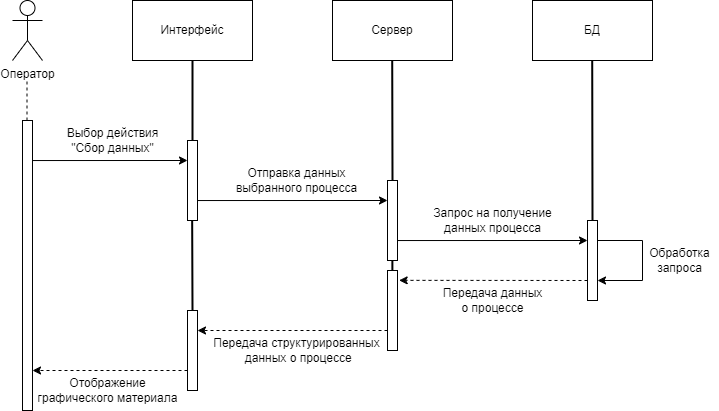 Оператор
Интерфейс
Сервер
БД
Выбор действия
"Сбор данных"
Отправка данных
выбранного процесса
Запрос на получение
данных процесса
Обработка
запроса
Передача данных
о процессе
Передача структурированных
данных о процессе
Отображение
графического материала